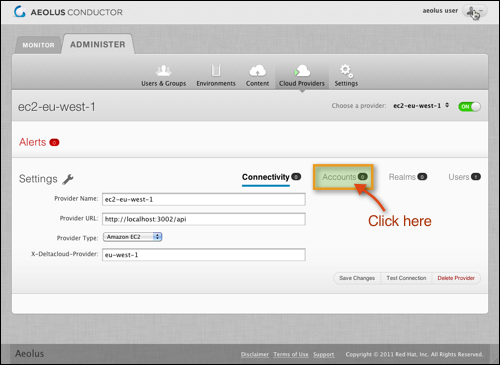 AEOLUS CONDUCTOR
aeolus user
MONITOR
ADMINISTER
Users & Groups
Environments
Content
Cloud Providers
Settings
ec2-eu-west-1
Choose a provider:
ec2-eu-west-1
ON
Alerts 0
Settings
Connectivity 0
Accounts 0
Realms 0
Users 1
Click here
Provider Name:
ec2-eu-west-1
Provider URL:
http://localhost:3002/api
Provider Type:
Amazon EC2
X-Deltacloud-Provider:
eu-west-1
Save Changes
Test Connection
Delete Provider
Aeolus
Disclaimer
Terms of Use
Support
Copyright © 2011 Red Hat, Inc. All Rights Reserved.